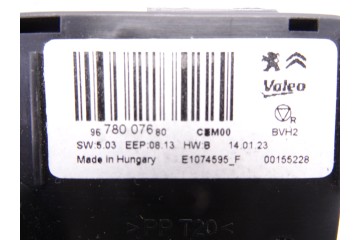 Valeo
R
96 780 076 80 CEM00 BVH2
SW:5.03 EEP:08.13 HW:B 14.01.23
Made in Hungary E1074595_F 00155228
>PP T20<